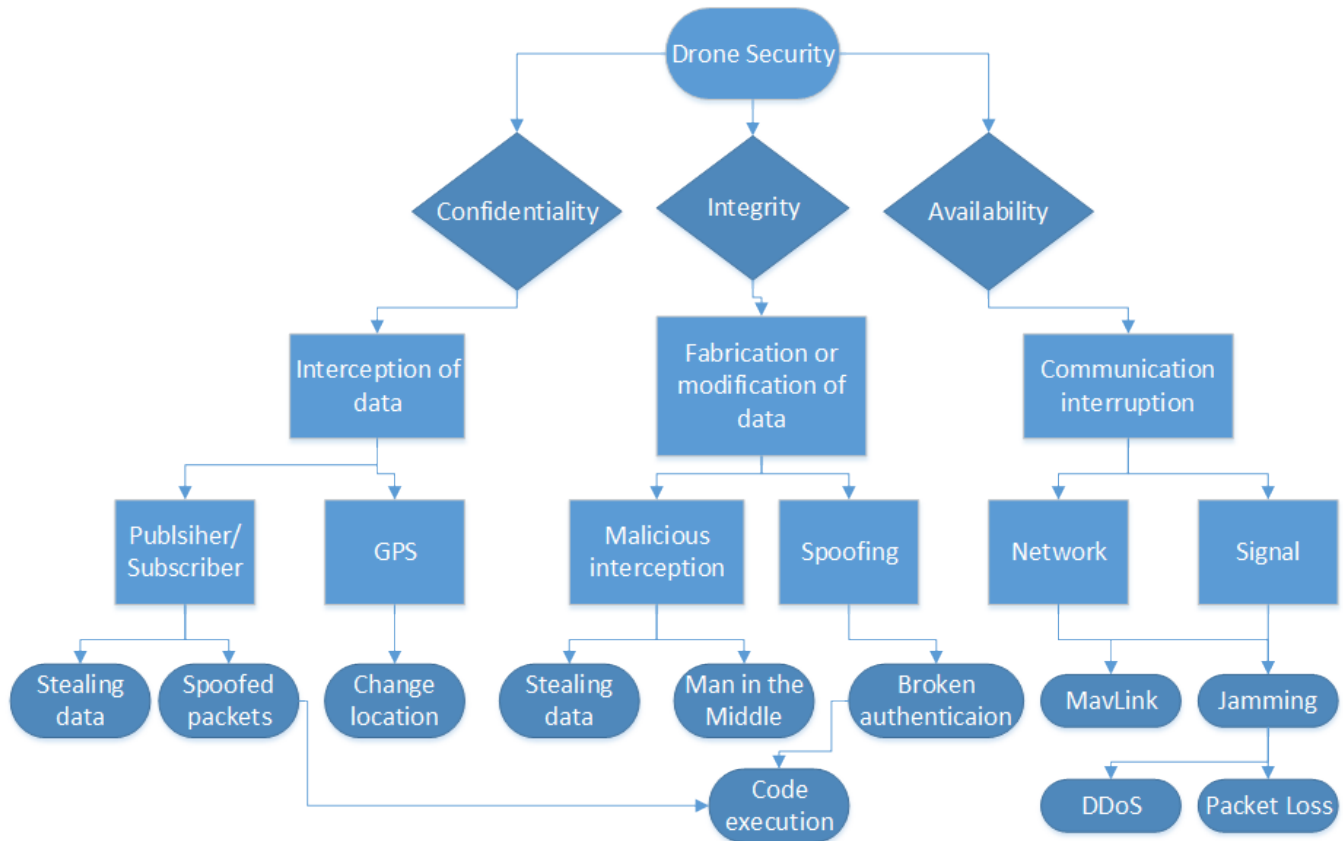 Drone Security
Confidentiality
Integrity
Availability
Interception of
data
Fabrication or
modification of
data
Communication
interruption
Publsiher/
Subscriber
GPS
Malicious
interception
Spoofing
Network
Signal
Stealing
data
Spoofed
packets
Change
location
Stealing
data
Man in the
Middle
Broken
authenticaion
MavLink
Jamming
Code
execution
DDoS
Packet Loss